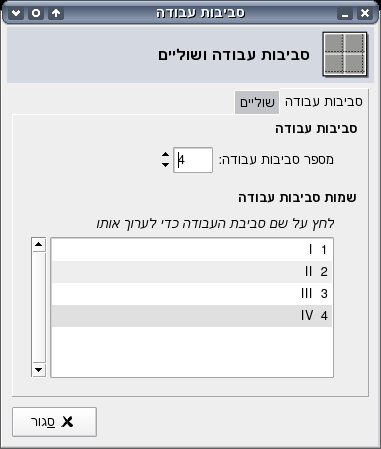 סביבות עבודה
סביבות עבודה ושוליים
סביבות עבודה
שוליים
סביבות עבודה
מספר סביבות עבודה: 4
שמות סביבות עבודה
לחץ על שם סביבת העבודה כדי לערוך אותו
1 I
2 II
3 III
4 IV
סגור